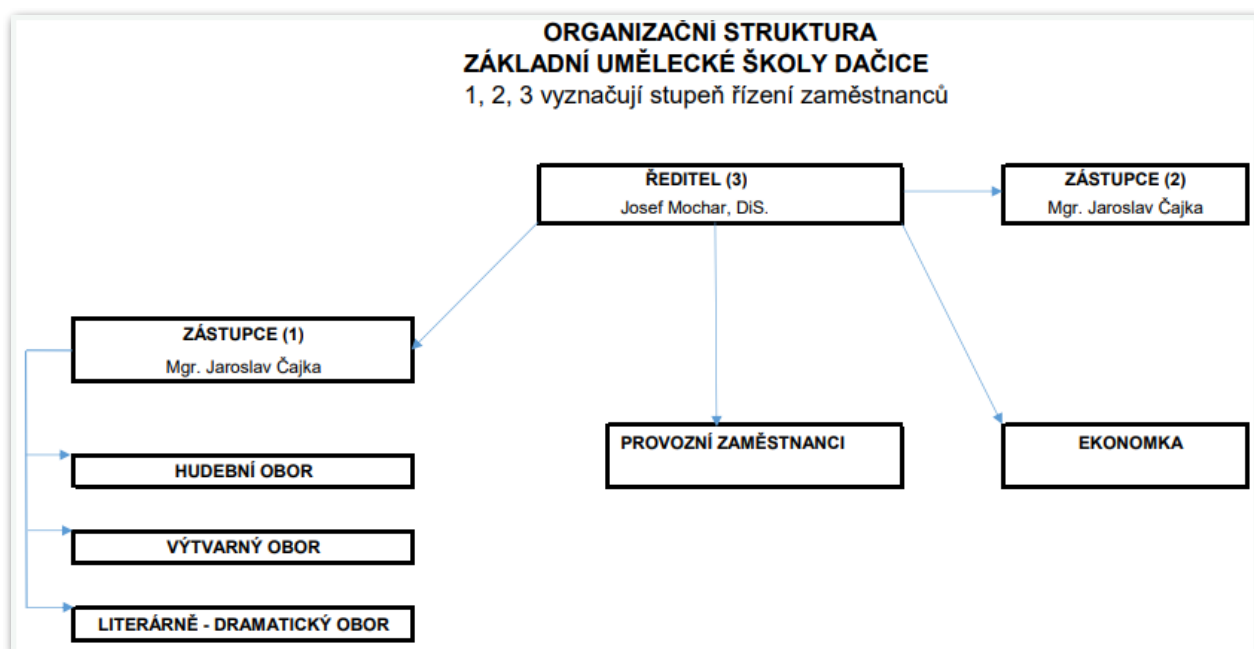 ORGANIZAČNÍ STRUKTURA
ZÁKLADNÍ UMĚLECKÉ ŠKOLY DAČICE
1, 2, 3 vyznačují stupeň řízení zaměstnanců
ŘEDITEL (3)
Josef Mochar, DiS.
ZÁSTUPCE (2)
Mgr. Jaroslav Čajka
ZÁSTUPCE (1)
Mgr. Jaroslav Čajka
PROVOZNÍ ZAMĚSTNANCI
EKONOMKA
HUDEBNÍ OBOR
VÝTVARNÝ OBOR
LITERÁRNĚ - DRAMATICKÝ OBOR